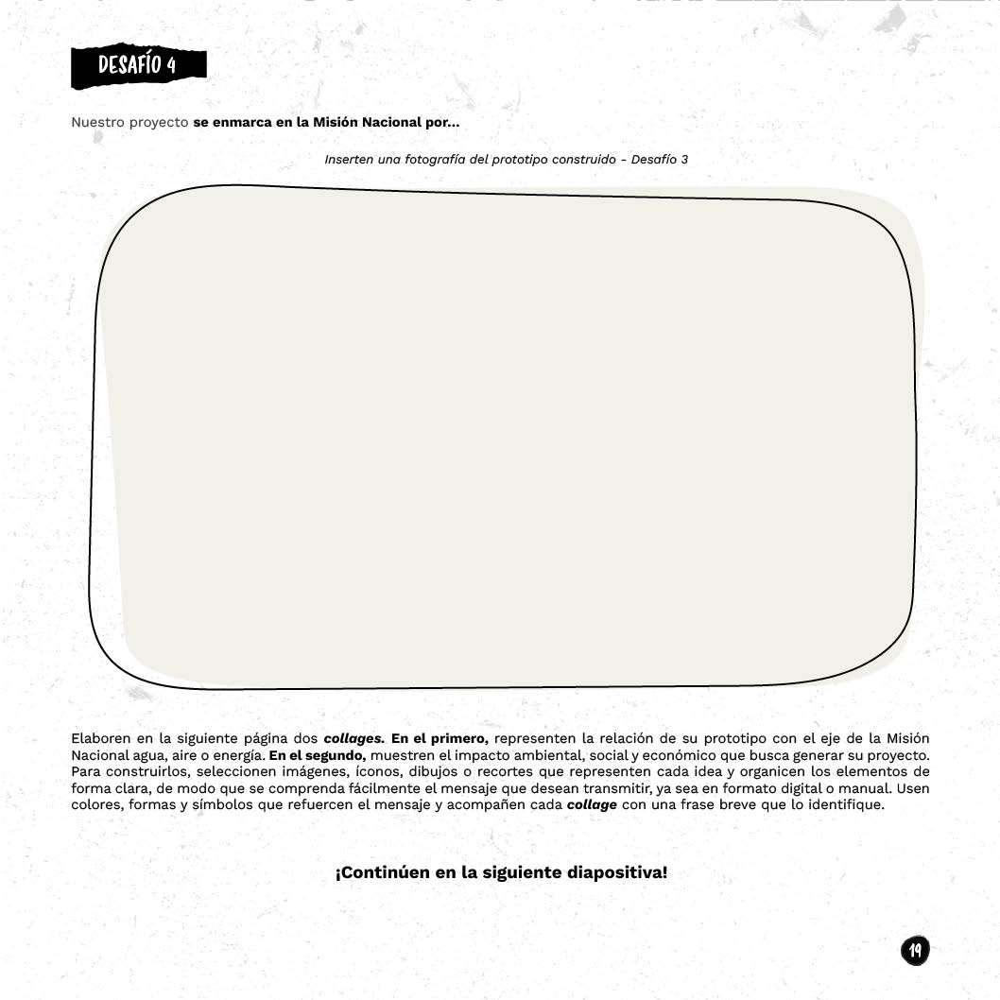 DESAFÍO 4
Nuestro proyecto se enmarca en la Misión Nacional por...
Inserten una fotografía del prototipo construido - Desafío 3
Elaboren en la siguiente página dos collages. En el primero, representen la relación de su prototipo con el eje de la Misión
Nacional agua, aire o energía. En el segundo, muestren el impacto ambiental, social y económico que busca generar su proyecto.
Para construirlos, seleccionen imágenes, íconos, dibujos o recortes que representen cada idea y organicen los elementos de
forma clara, de modo que se comprenda fácilmente el mensaje que desean transmitir, ya sea en formato digital o manual. Usen
colores, formas y símbolos que refuercen el mensaje y acompañen cada collage con una frase breve que lo identifique.
¡Continúen en la siguiente diapositiva!
19